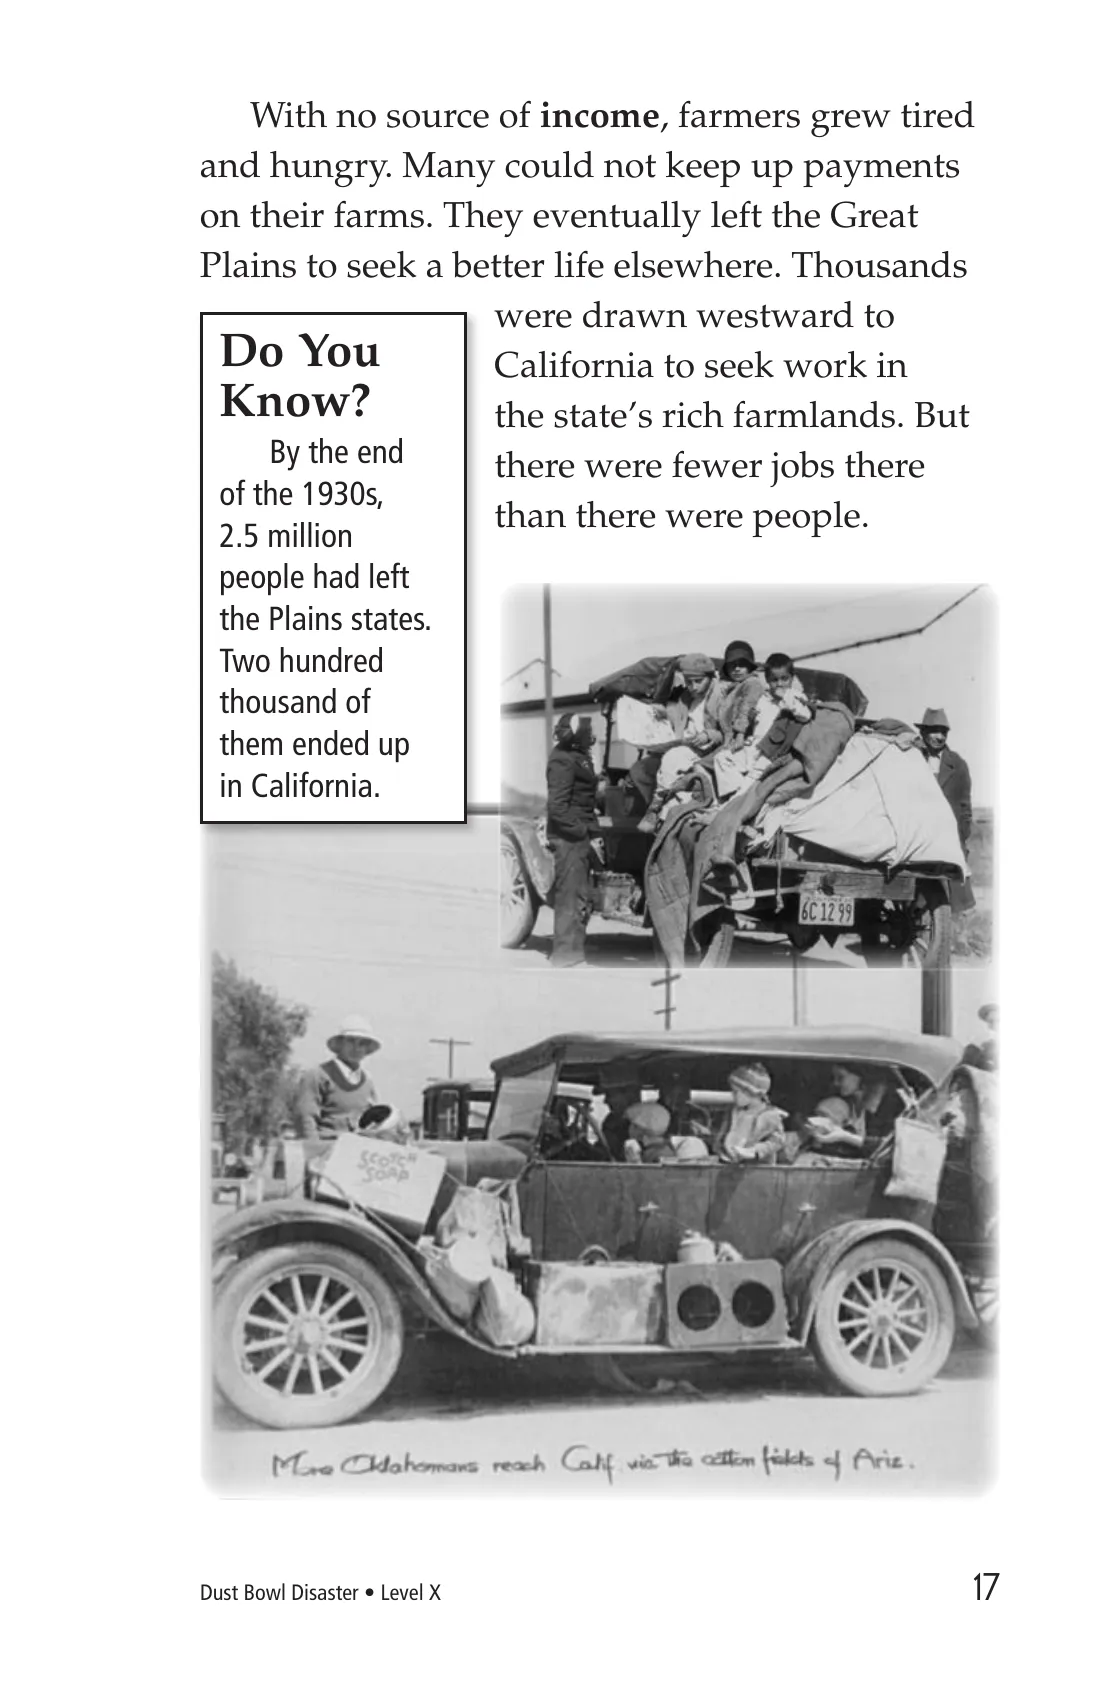 With no source of income, farmers grew tired
and hungry. Many could not keep up payments
on their farms. They eventually left the Great
Plains to seek a better life elsewhere. Thousands
were drawn westward to
California to seek work in
the state’s rich farmlands. But
there were fewer jobs there
than there were people.
Do You
Know?
By the end
of the 1930s,
2.5 million
people had left
the Plains states.
Two hundred
thousand of
them ended up
in California.
6C 12 99
SCOTCH
SOAP
More Oklahomans reach Calif. via the cotton fields of Ariz.
Dust Bowl Disaster • Level X
17